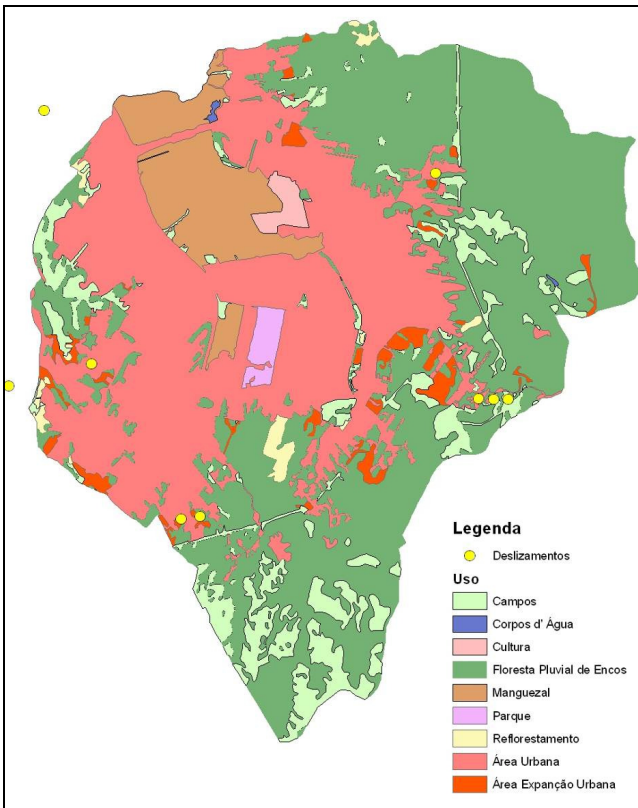 Legenda
Deslizamentos
Uso
Campos
Corpos d' Água
Cultura
Floresta Pluvial de Encos
Manguezal
Parque
Reflorestamento
Área Urbana
Área Expanção Urbana